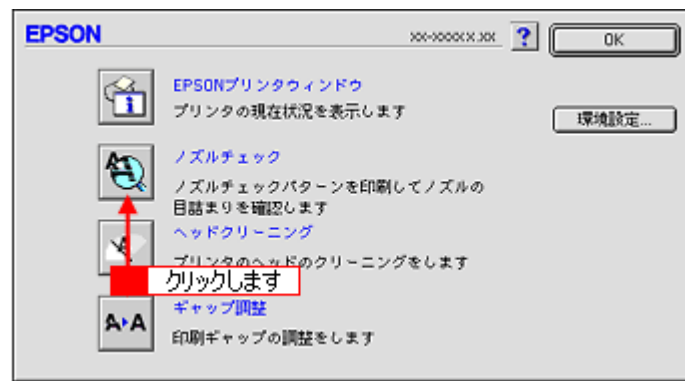 EPSON
XX-XXXXX X.XX
?
OK
EPSONプリンタウィンドウ
プリンタの現在状況を表示します
環境設定...
ノズルチェック
ノズルチェックパターンを印刷してノズルの
目詰まりを確認します
ヘッドクリーニング
プリンタのヘッドのクリーニングをします
クリックします
ギャップ調整
A▸A
印刷ギャップの調整をします